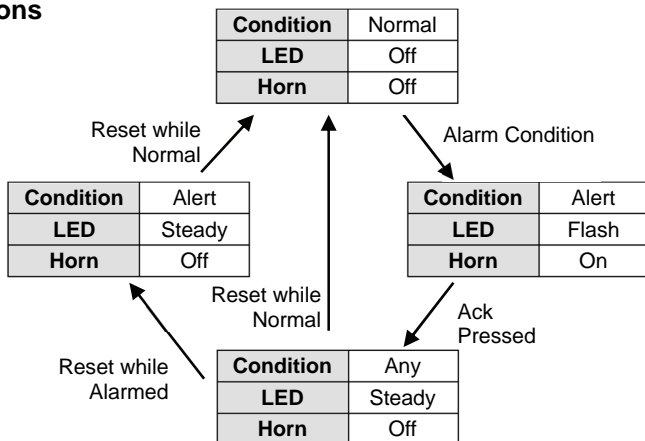 ons
Condition Normal
LED Off
Horn Off
Reset while
Normal
Alarm Condition
Condition Alert
LED Steady
Horn Off
Condition Alert
LED Flash
Horn On
Reset while
Normal
Ack
Pressed
Reset while
Alarmed
Condition Any
LED Steady
Horn Off